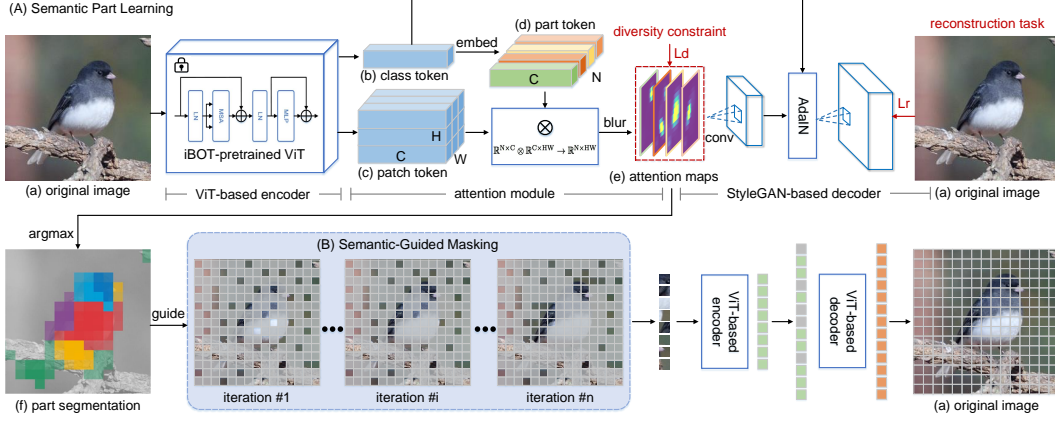 (A) Semantic Part Learning
(d) part token
embed
diversity constraint
reconstruction task
(b) class token
C
N
Ld
LN
MSA
LN
MLP
iBOT-pretrained ViT
H
C
W
(c) patch token
⊗
ℝ^{N×C} ⊗ ℝ^{C×HW} → ℝ^{N×HW}
blur
conv
AdaIN
Lr
(a) original image
(e) attention maps
(a) original image
ViT-based encoder
attention module
StyleGAN-based decoder
argmax
(B) Semantic-Guided Masking
guide
iteration #1
iteration #i
iteration #n
ViT-based
encoder
ViT-based
decoder
(f) part segmentation
(a) original image